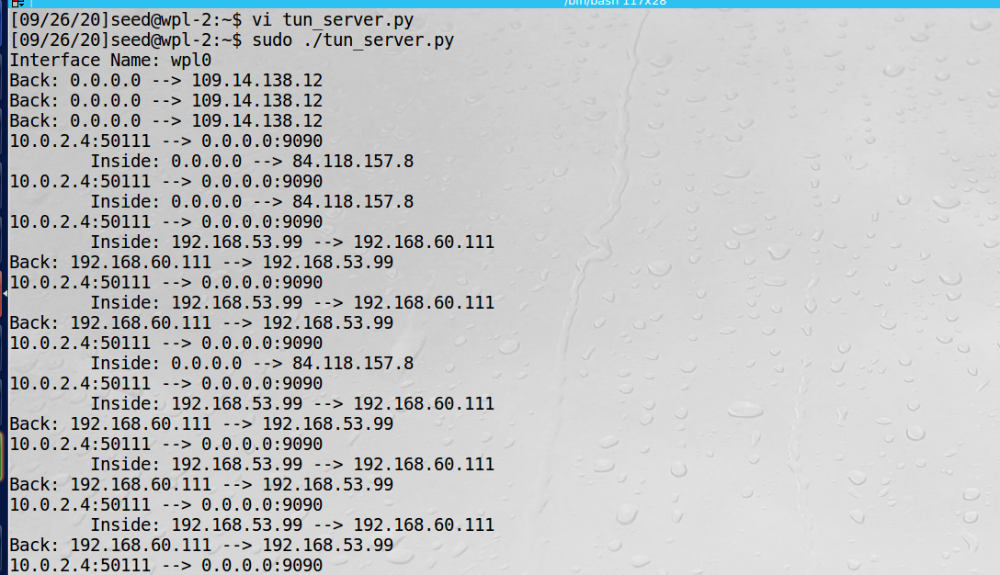 /bin/bash 117x28
[09/26/20]seed@wpl-2:~$ vi tun_server.py
[09/26/20]seed@wpl-2:~$ sudo ./tun_server.py
Interface Name: wpl0
Back: 0.0.0.0 --> 109.14.138.12
Back: 0.0.0.0 --> 109.14.138.12
Back: 0.0.0.0 --> 109.14.138.12
10.0.2.4:50111 --> 0.0.0.0:9090
        Inside: 0.0.0.0 --> 84.118.157.8
10.0.2.4:50111 --> 0.0.0.0:9090
        Inside: 0.0.0.0 --> 84.118.157.8
10.0.2.4:50111 --> 0.0.0.0:9090
        Inside: 192.168.53.99 --> 192.168.60.111
Back: 192.168.60.111 --> 192.168.53.99
10.0.2.4:50111 --> 0.0.0.0:9090
        Inside: 192.168.53.99 --> 192.168.60.111
Back: 192.168.60.111 --> 192.168.53.99
10.0.2.4:50111 --> 0.0.0.0:9090
        Inside: 0.0.0.0 --> 84.118.157.8
10.0.2.4:50111 --> 0.0.0.0:9090
        Inside: 192.168.53.99 --> 192.168.60.111
Back: 192.168.60.111 --> 192.168.53.99
10.0.2.4:50111 --> 0.0.0.0:9090
        Inside: 192.168.53.99 --> 192.168.60.111
Back: 192.168.60.111 --> 192.168.53.99
10.0.2.4:50111 --> 0.0.0.0:9090
        Inside: 192.168.53.99 --> 192.168.60.111
Back: 192.168.60.111 --> 192.168.53.99
10.0.2.4:50111 --> 0.0.0.0:9090